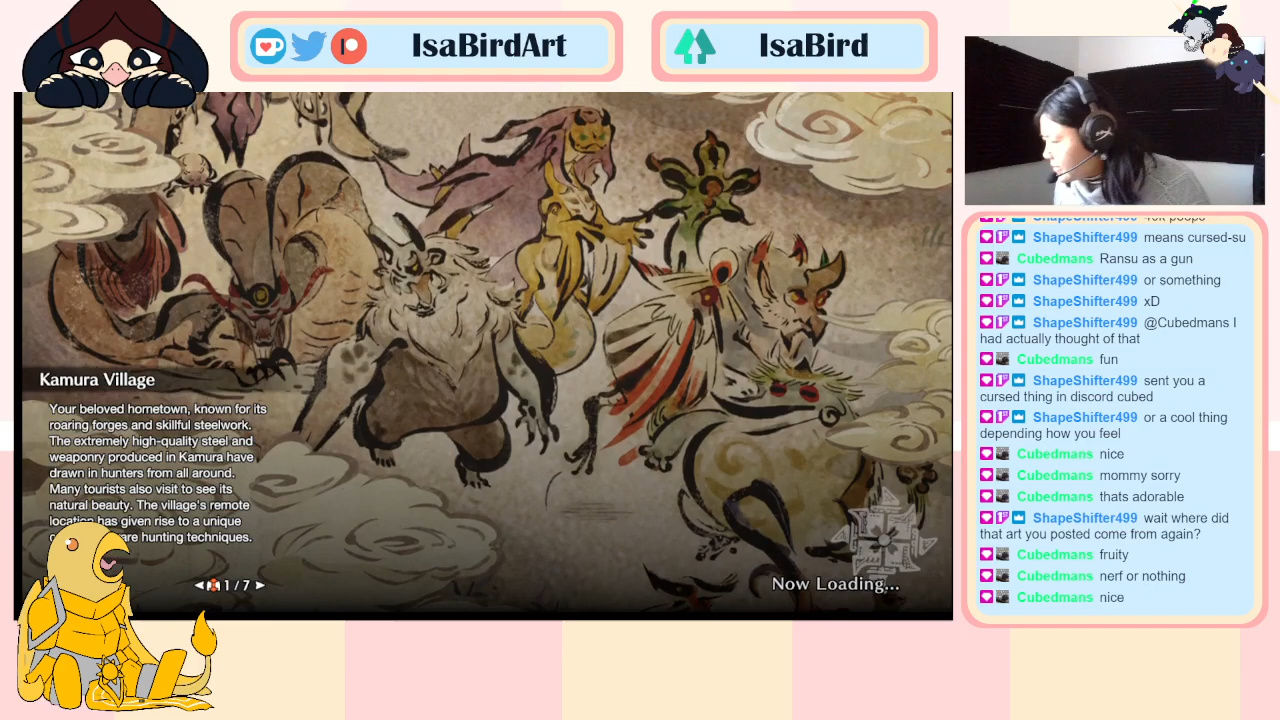 IsaBirdArt
IsaBird
ShapeShifter499 means cursed-su
Cubedmans Ransu as a gun
ShapeShifter499 or something
ShapeShifter499 xD
ShapeShifter499 @Cubedmans I
had actually thought of that
Cubedmans fun
ShapeShifter499 sent you a
cursed thing in discord cubed
ShapeShifter499 or a cool thing
depending how you feel
Cubedmans nice
Cubedmans mommy sorry
Cubedmans thats adorable
ShapeShifter499 wait where did
that art you posted come from again?
Cubedmans fruity
Cubedmans nerf or nothing
Cubedmans nice
Kamura Village
Your beloved hometown, known for its
roaring forges and skillful steelwork.
The extremely high-quality steel and
weaponry produced in Kamura have
drawn in hunters from all around.
Many tourists also visit to see its
natural beauty. The village's remote
location has given rise to a unique
hunting techniques.
1 / 7
Now Loading...